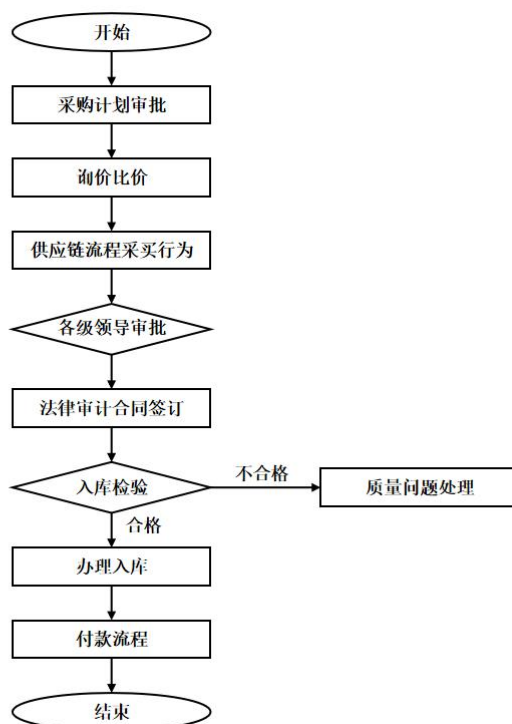 开始
采购计划审批
询价比价
供应链流程采买行为
各级领导审批
法律审计合同签订
入库检验
不合格
质量问题处理
合格
办理入库
付款流程
结束